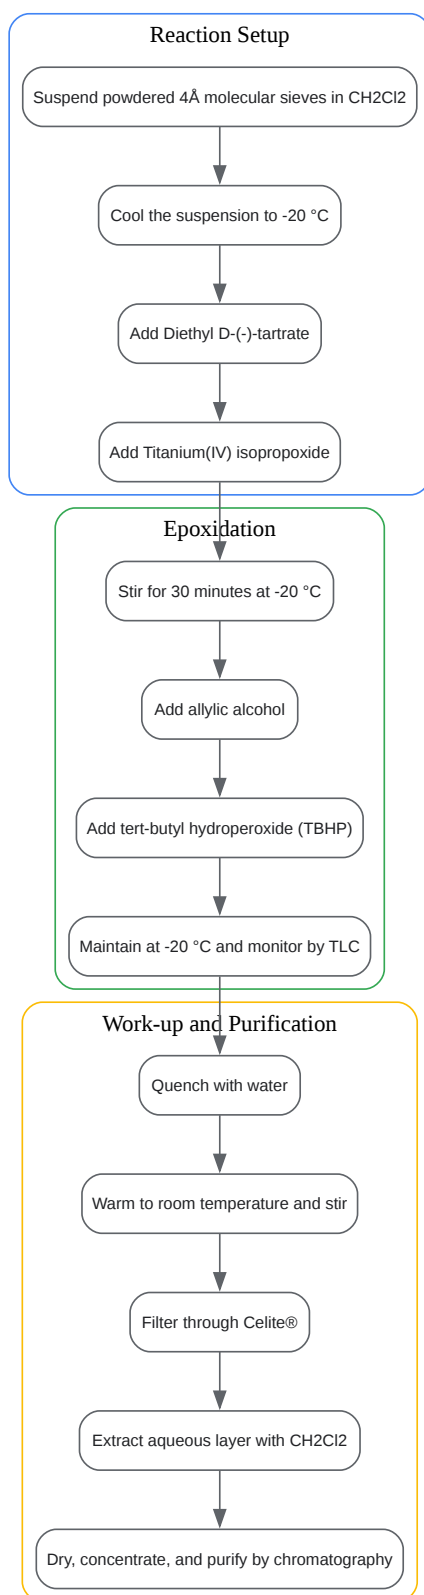 Reaction Setup
Suspend powdered 4Å molecular sieves in CH2Cl2
Cool the suspension to -20 °C
Add Diethyl D-(-)-tartrate
Add Titanium(IV) isopropoxide
Epoxidation
Stir for 30 minutes at -20 °C
Add allylic alcohol
Add tert-butyl hydroperoxide (TBHP)
Maintain at -20 °C and monitor by TLC
Work-up and Purification
Quench with water
Warm to room temperature and stir
Filter through Celite®
Extract aqueous layer with CH2Cl2
Dry, concentrate, and purify by chromatography